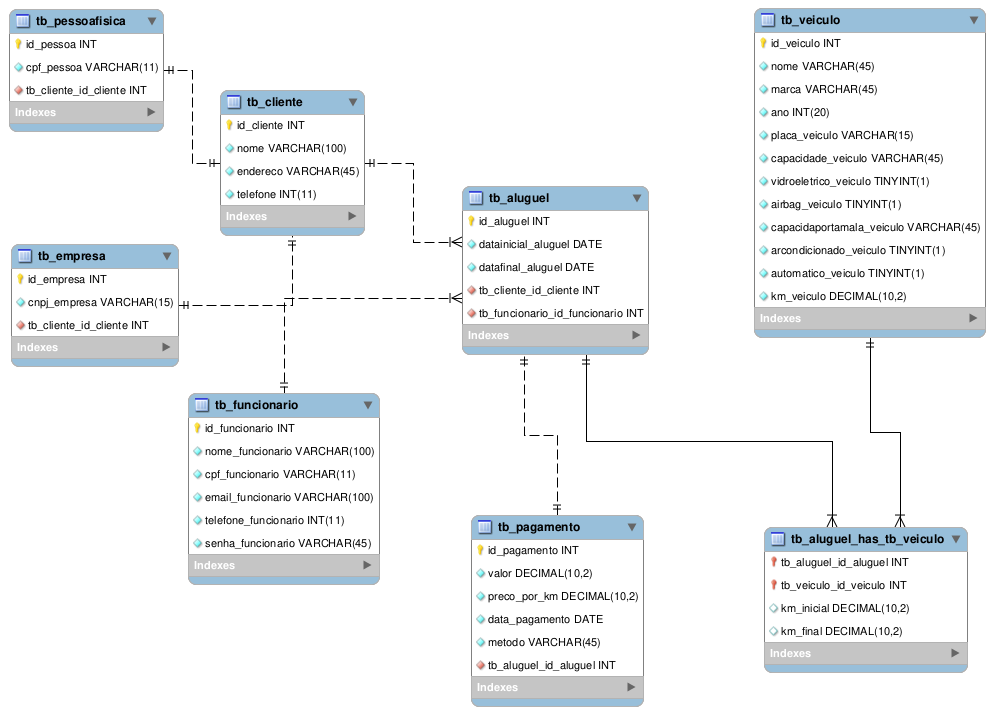 tb_pessoafisica
id_pessoa INT
cpf_pessoa VARCHAR(11)
tb_cliente_id_cliente INT
Indexes
tb_cliente
id_cliente INT
nome VARCHAR(100)
endereco VARCHAR(45)
telefone INT(11)
Indexes
tb_empresa
id_empresa INT
cnpj_empresa VARCHAR(15)
tb_cliente_id_cliente INT
Indexes
tb_funcionario
id_funcionario INT
nome_funcionario VARCHAR(100)
cpf_funcionario VARCHAR(11)
email_funcionario VARCHAR(100)
telefone_funcionario INT(11)
senha_funcionario VARCHAR(45)
Indexes
tb_aluguel
id_aluguel INT
datainicial_aluguel DATE
datafinal_aluguel DATE
tb_cliente_id_cliente INT
tb_funcionario_id_funcionario INT
Indexes
tb_pagamento
id_pagamento INT
valor DECIMAL(10,2)
preco_por_km DECIMAL(10,2)
data_pagamento DATE
metodo VARCHAR(45)
tb_aluguel_id_aluguel INT
Indexes
tb_veiculo
id_veiculo INT
nome VARCHAR(45)
marca VARCHAR(45)
ano INT(20)
placa_veiculo VARCHAR(15)
capacidade_veiculo VARCHAR(45)
vidroeletrico_veiculo TINYINT(1)
airbag_veiculo TINYINT(1)
capacidaportamala_veiculo VARCHAR(45)
arcondicionado_veiculo TINYINT(1)
automatico_veiculo TINYINT(1)
km_veiculo DECIMAL(10,2)
Indexes
tb_aluguel_has_tb_veiculo
tb_aluguel_id_aluguel INT
tb_veiculo_id_veiculo INT
km_inicial DECIMAL(10,2)
km_final DECIMAL(10,2)
Indexes